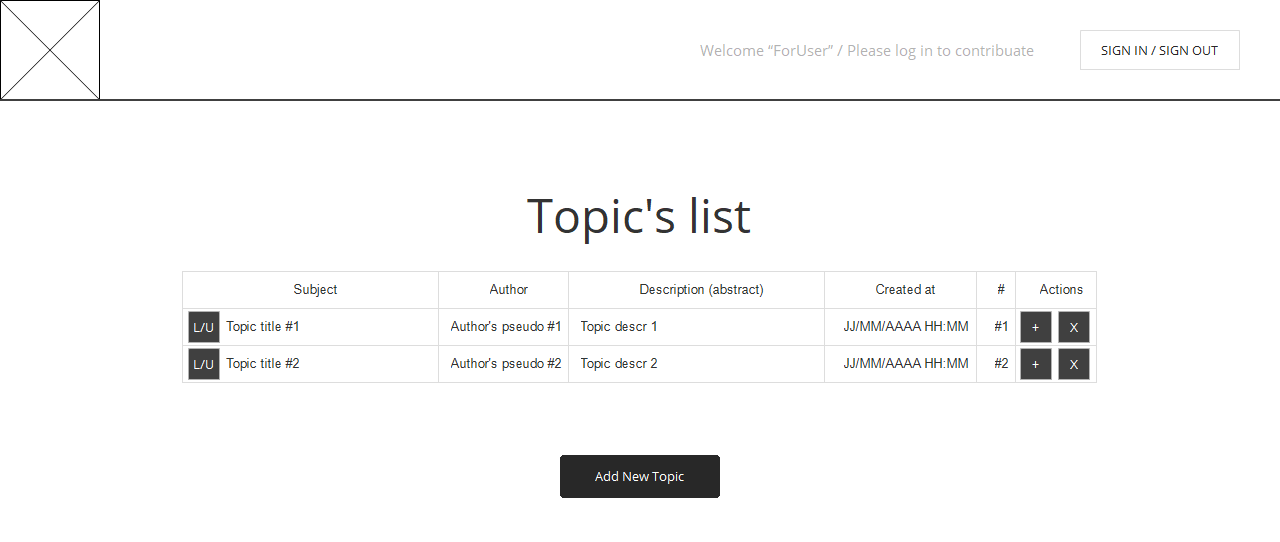 Welcome “ForUser” / Please log in to contribuate
SIGN IN / SIGN OUT
Topic's list
Subject Author Description (abstract) Created at # Actions
L/U Topic title #1 Author's pseudo #1 Topic descr 1 JJ/MM/AAAA HH:MM #1 + X
L/U Topic title #2 Author's pseudo #2 Topic descr 2 JJ/MM/AAAA HH:MM #2 + X
Add New Topic